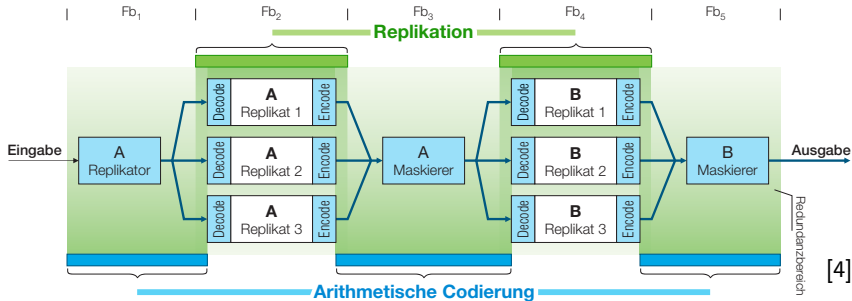 Fb1
Fb2
Fb3
Fb4
Fb5
Replikation
Decode
A
Replikat 1
Encode
Decode
B
Replikat 1
Encode
Eingabe
A
Replikator
Decode
A
Replikat 2
Encode
A
Maskierer
Decode
B
Replikat 2
Encode
B
Maskierer
Ausgabe
Decode
A
Replikat 3
Encode
Decode
B
Replikat 3
Encode
Redundanzbereich
[4]
Arithmetische Codierung